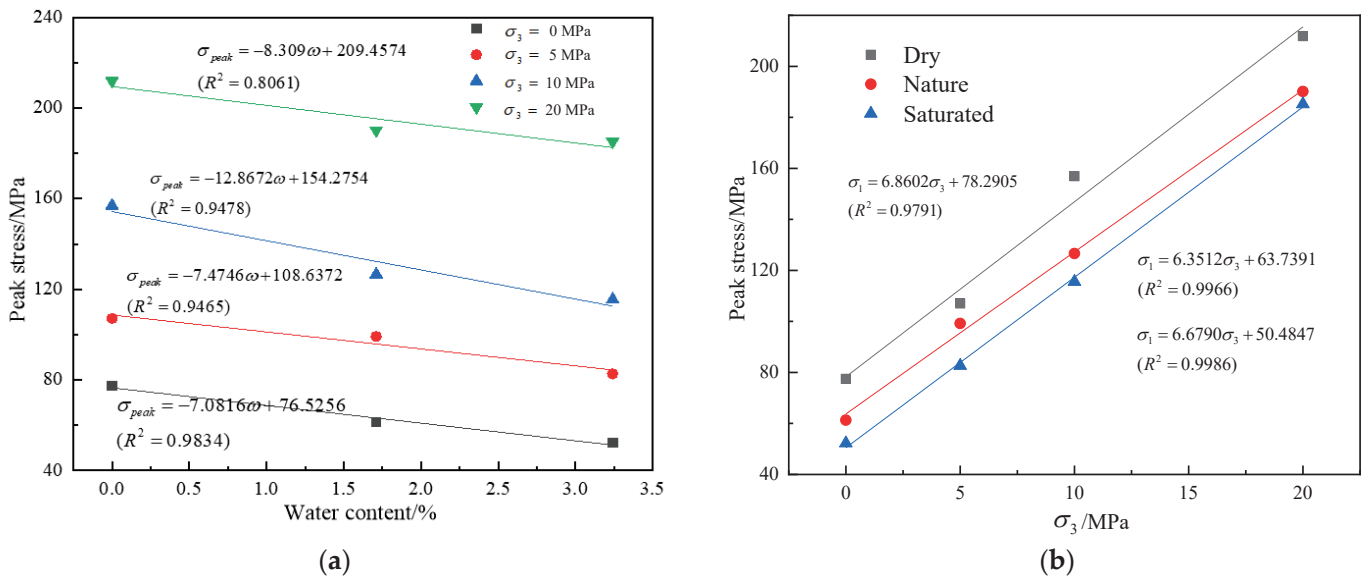 240
200
160
120
80
40
Peak stress/MPa
σ₃ = 0 MPa
σ₃ = 5 MPa
σ₃ = 10 MPa
σ₃ = 20 MPa
σ_peak = −8.309ω + 209.4574
(R² = 0.8061)
σ_peak = −12.8672ω + 154.2754
(R² = 0.9478)
σ_peak = −7.4746ω + 108.6372
(R² = 0.9465)
σ_peak = −7.0816ω + 76.5256
(R² = 0.9834)
0.0 0.5 1.0 1.5 2.0 2.5 3.0 3.5
Water content/%
(a)
200
160
120
80
40
Peak stress/MPa
Dry
Nature
Saturated
σ₁ = 6.8602σ₃ + 78.2905
(R² = 0.9791)
σ₁ = 6.3512σ₃ + 63.7391
(R² = 0.9966)
σ₁ = 6.6790σ₃ + 50.4847
(R² = 0.9986)
0 5 10 15 20
σ₃/MPa
(b)